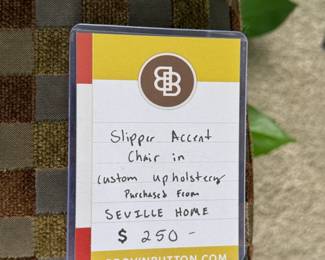 Slipper Accent
Chair in
Custom Upholstery
Purchased From
SEVILLE HOME
$ 250 -